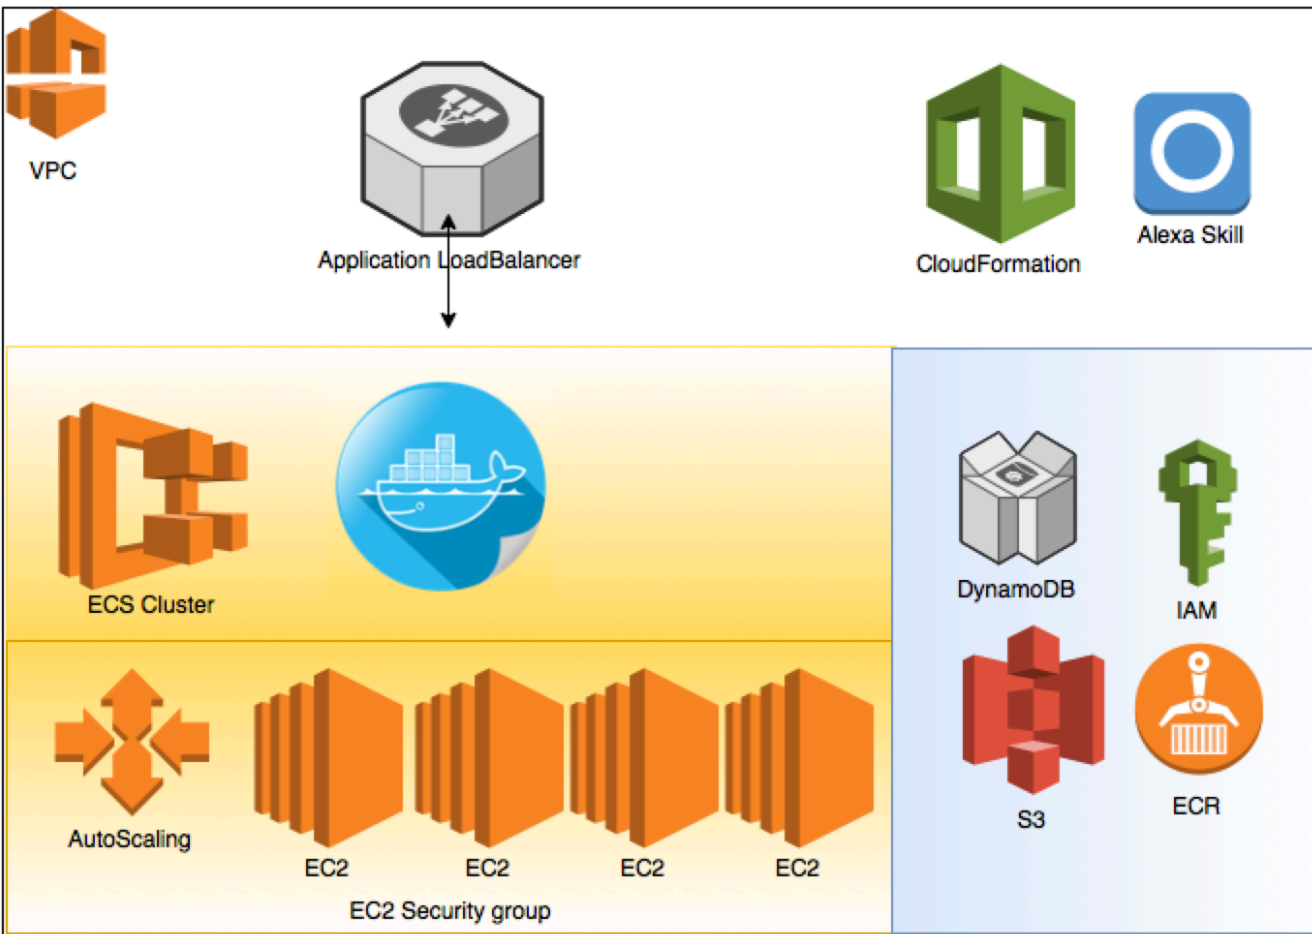 VPC
Application LoadBalancer
CloudFormation
Alexa Skill
ECS Cluster
DynamoDB
IAM
S3
ECR
AutoScaling
EC2
EC2
EC2
EC2
EC2 Security group